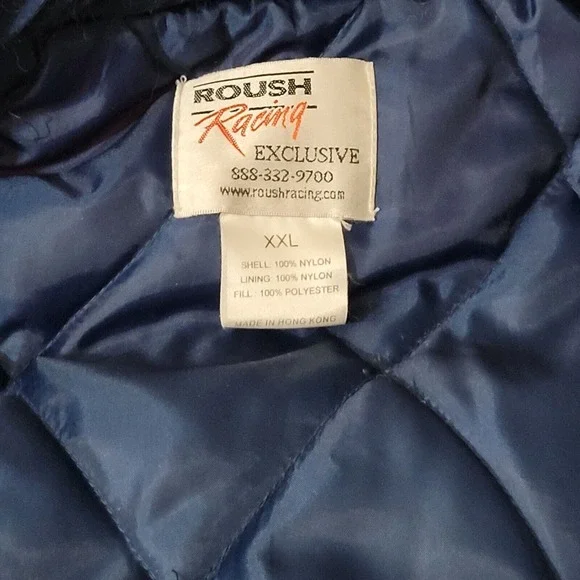 ROUSH
Racing
EXCLUSIVE
888-332-9700
www.roushracing.com
XXL
SHELL: 100% NYLON
LINING: 100% NYLON
FILL: 100% POLYESTER
MADE IN HONG KONG